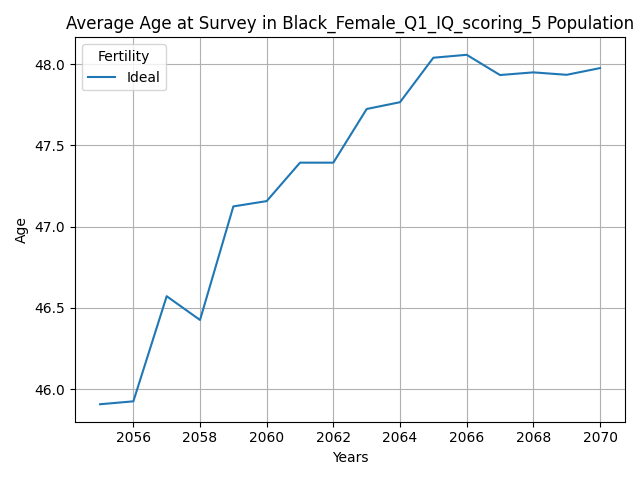 Average Age at Survey in Black_Female_Q1_IQ_scoring_5 Population
Fertility
Ideal
48.0
47.5
47.0
46.5
46.0
Age
2056 2058 2060 2062 2064 2066 2068 2070
Years